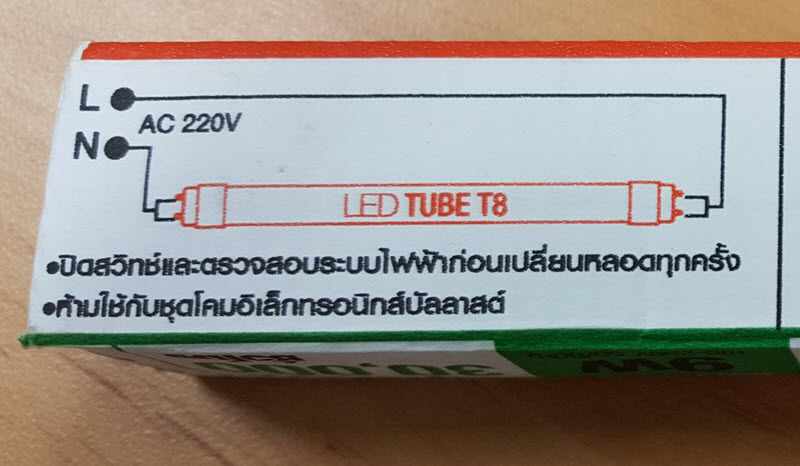 L
AC 220V
N
LED TUBE T8
•ปิดสวิทช์และตรวจสอบระบบไฟฟ้าก่อนเปลี่ยนหลอดทุกครั้ง
•ห้ามใช้กับชุดโคมอิเล็กทรอนิกส์บัลลาสต์
30,000
9W